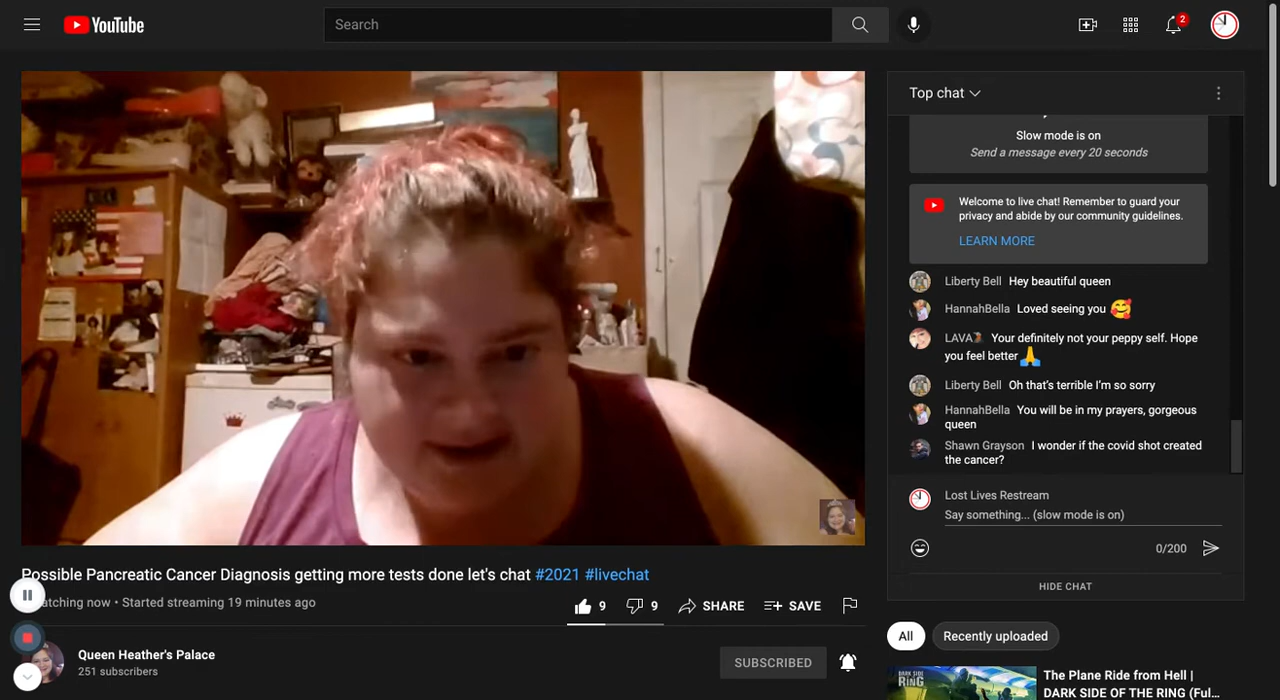 YouTube
Search
2
Top chat
Slow mode is on
Send a message every 20 seconds
Welcome to live chat! Remember to guard your
privacy and abide by our community guidelines.
LEARN MORE
Liberty Bell Hey beautiful queen
HannahBella Loved seeing you 🥰
LAVA Your definitely not your peppy self. Hope
you feel better 🙏
Liberty Bell Oh that's terrible I'm so sorry
HannahBella You will be in my prayers, gorgeous
queen
Shawn Grayson I wonder if the covid shot created
the cancer?
Lost Lives Restream
Say something... (slow mode is on)
0/200
HIDE CHAT
Possible Pancreatic Cancer Diagnosis getting more tests done let's chat #2021 #livechat
watching now • Started streaming 19 minutes ago
9 9 SHARE SAVE
Queen Heather's Palace
251 subscribers
SUBSCRIBED
All Recently uploaded
DARK SIDE
RING
The Plane Ride from Hell |
DARK SIDE OF THE RING (Ful...